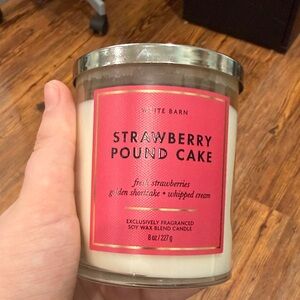 WHITE BARN
STRAWBERRY
POUND CAKE
fresh strawberries
golden shortcake • whipped cream
EXCLUSIVELY FRAGRANCED
SOY WAX BLEND CANDLE
8 oz / 227 g